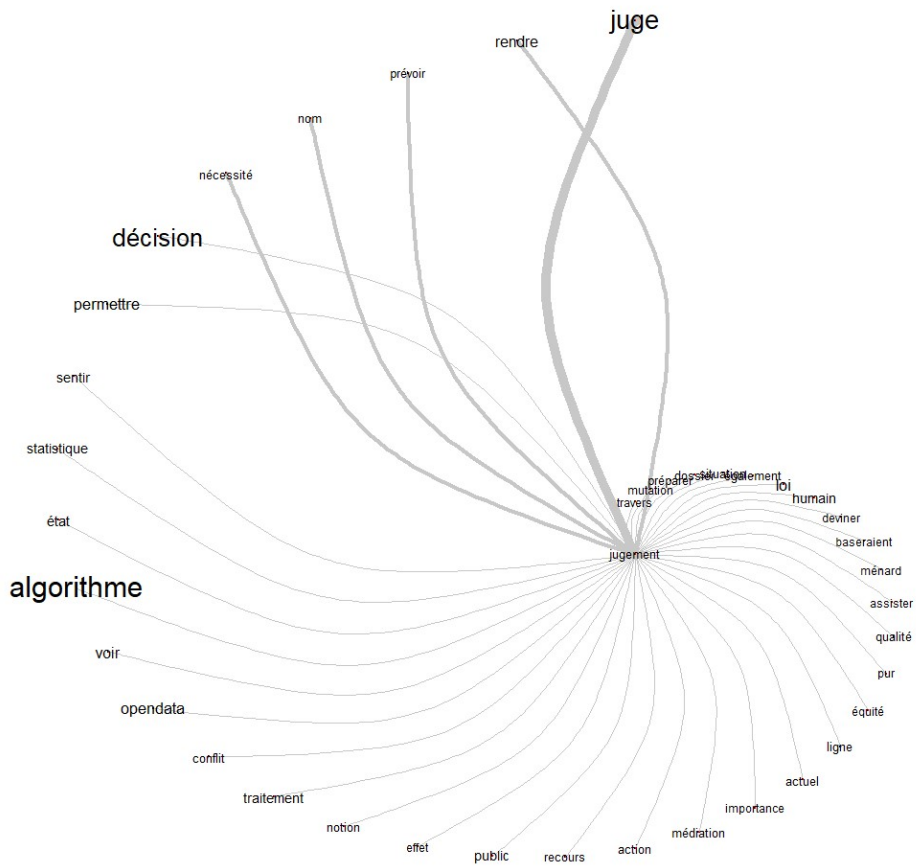 juge
rendre
prévoir
nom
nécessité
décision
permettre
sentir
statistique
état
algorithme
voir
opendata
conflit
traitement
notion
effet
public
recours
action
médiation
importance
actuel
ligne
équité
pur
qualité
assister
ménard
baseraient
deviner
humain
loi
également
situation
dossier
préparer
mutation
travers
jugement